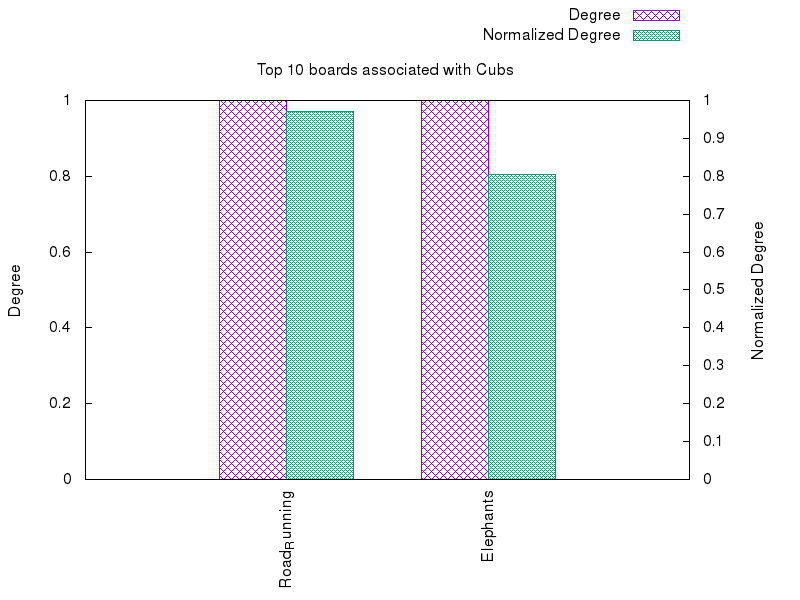 Degree
Normalized Degree
Top 10 boards associated with Cubs
1
0.8
0.6
0.4
0.2
0
Degree
1
0.9
0.8
0.7
0.6
0.5
0.4
0.3
0.2
0.1
0
Normalized Degree
RoadRunning
Elephants